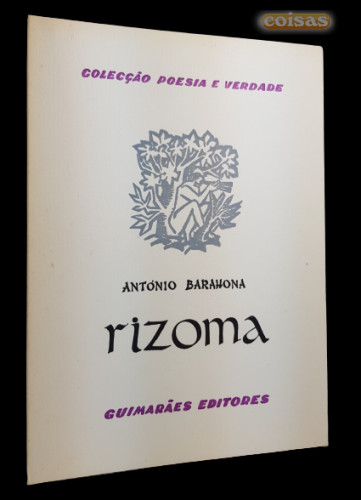 coisas
COLECÇÃO POESIA E VERDADE
ANTÓNIO BARAHONA
rizoma
GUIMARÃES EDITORES